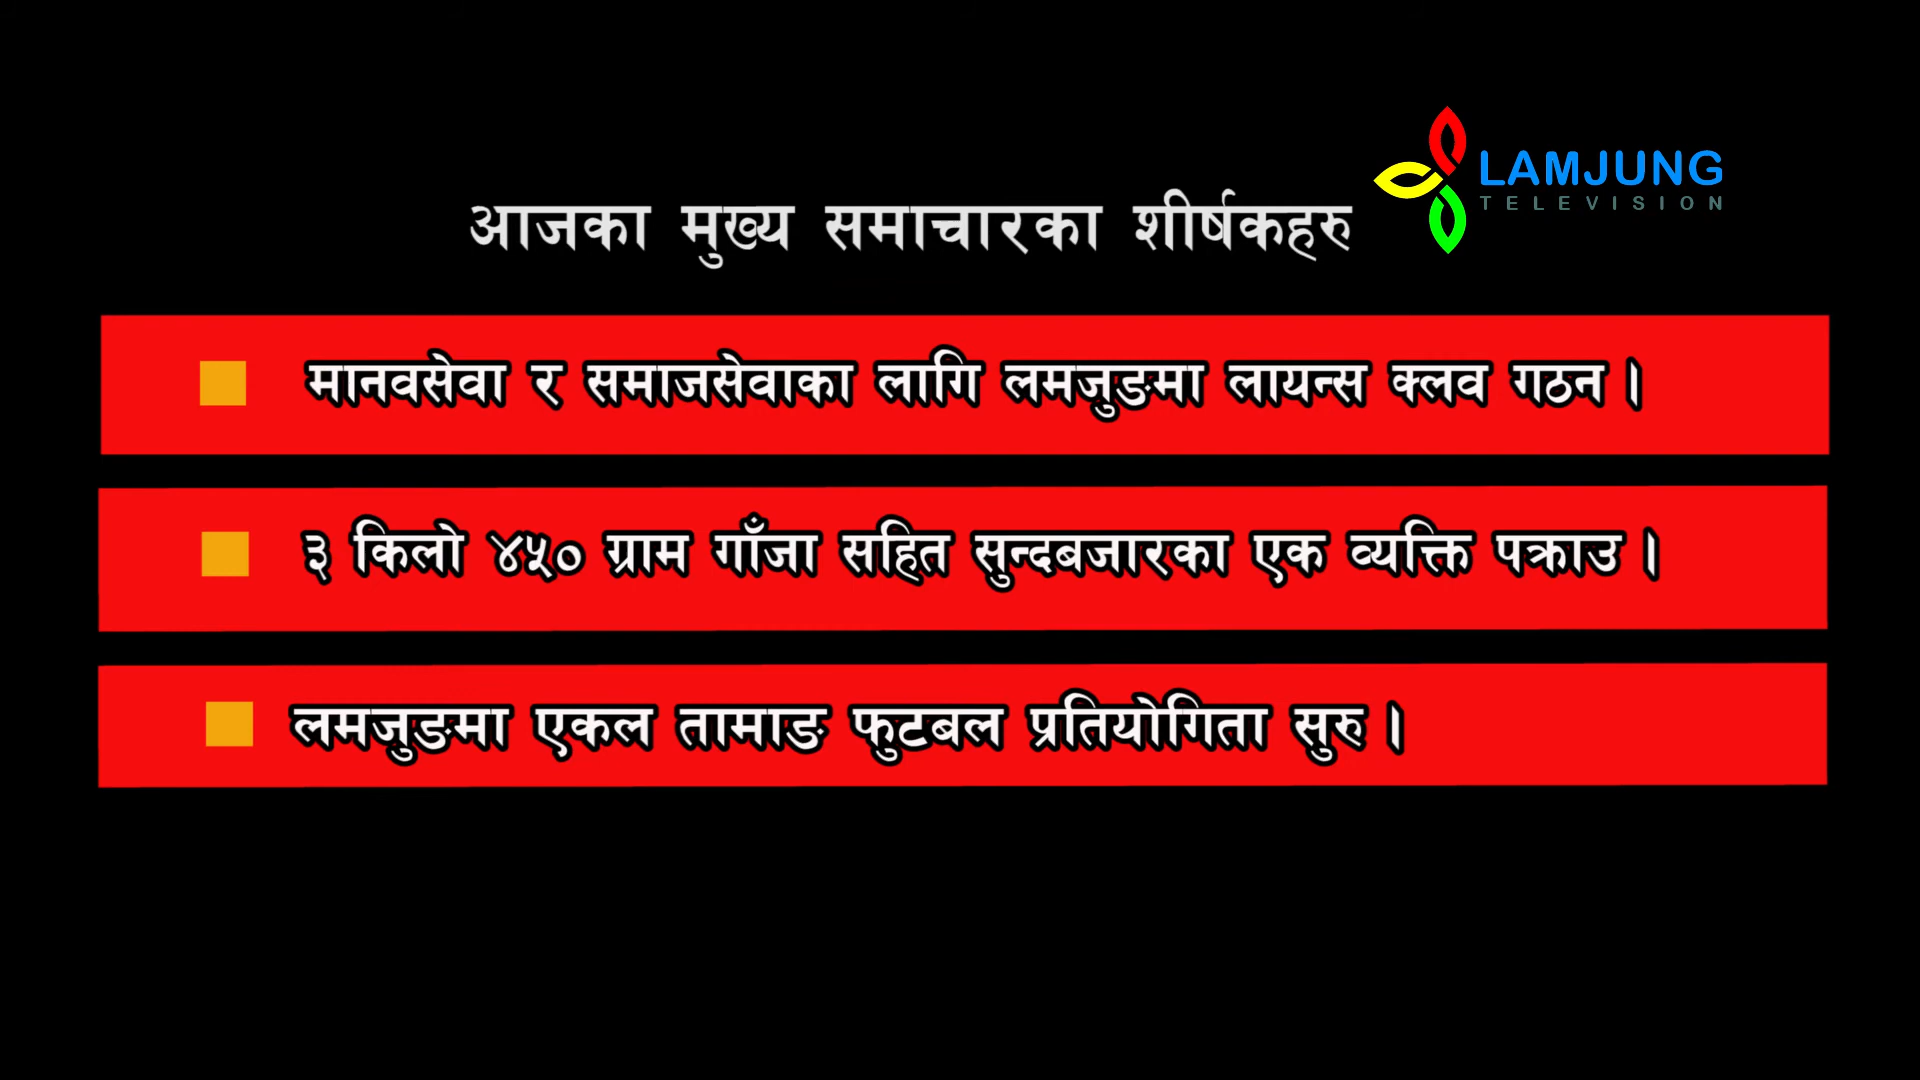 LAMJUNG
TELEVISION
आजका मुख्य समाचारका शीर्षकहरु
मानवसेवा र समाजसेवाका लागि लमजुङमा लायन्स क्लव गठन ।
३ किलो ४५० ग्राम गाँजा सहित सुन्दबजारका एक व्यक्ति पक्राउ ।
लमजुङमा एकल तामाङ फुटबल प्रतियोगिता सुरु ।